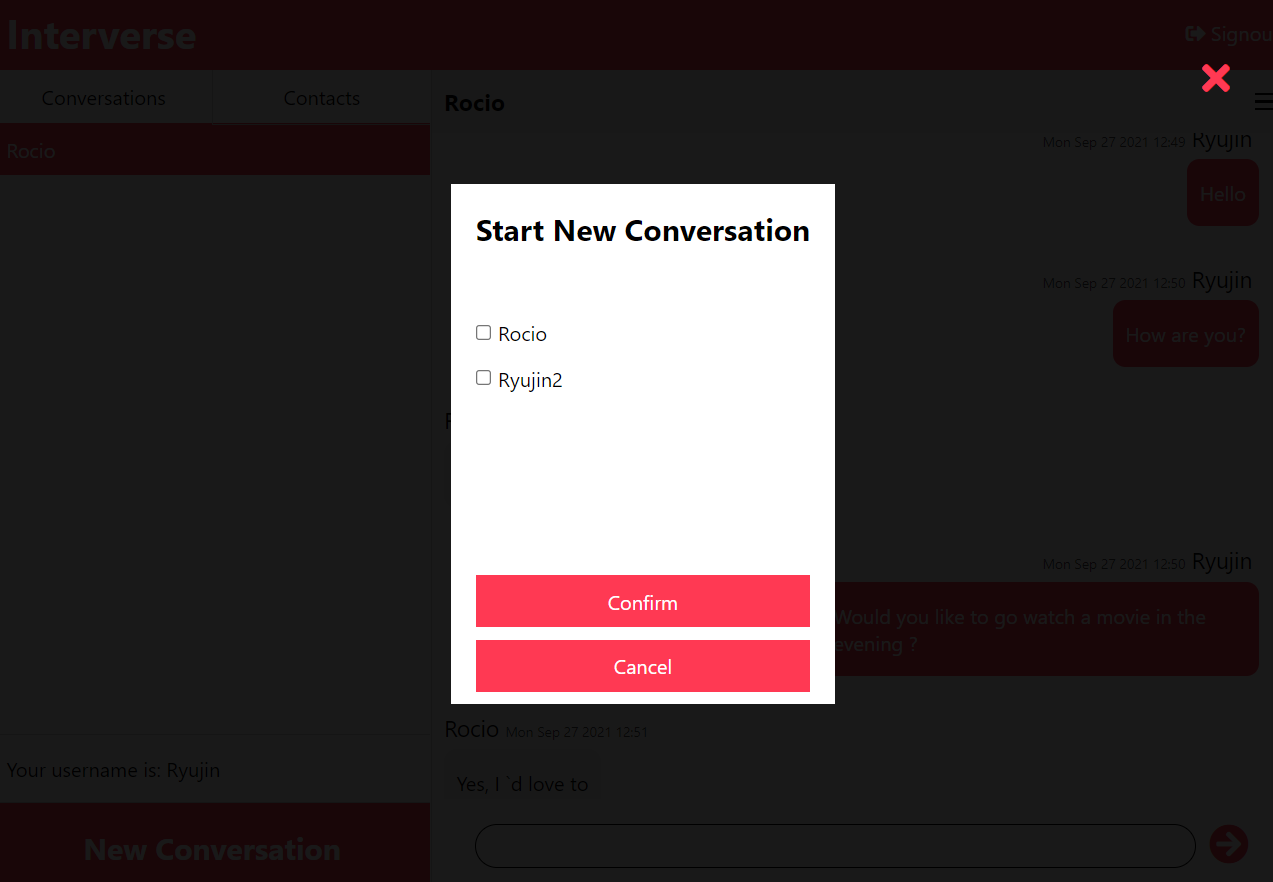 Interverse
Signou
Conversations
Contacts
Rocio
Rocio
Mon Sep 27 2021 12:49 Ryujin
Hello
Mon Sep 27 2021 12:50 Ryujin
How are you?
Start New Conversation
Rocio
Ryujin2
Confirm
Cancel
Mon Sep 27 2021 12:50 Ryujin
Would you like to go watch a movie in the
evening ?
Rocio Mon Sep 27 2021 12:51
Yes, I `d love to
Your username is: Ryujin
New Conversation